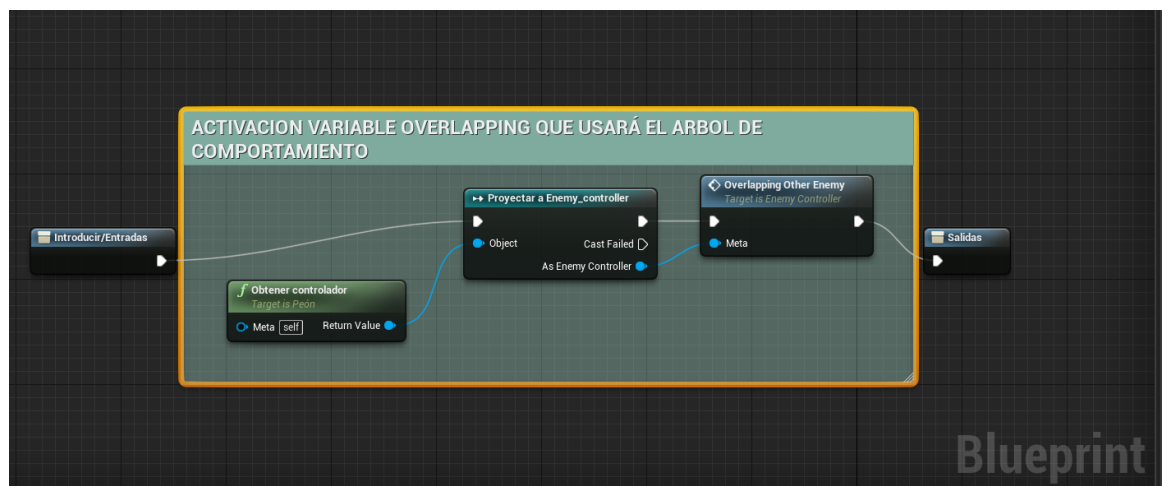 ACTIVACION VARIABLE OVERLAPPING QUE USARÁ EL ARBOL DE
COMPORTAMIENTO
Introducir/Entradas
Obtener controlador
Target is Peón
Meta self Return Value
Proyectar a Enemy_controller
Object Cast Failed
As Enemy Controller
Overlapping Other Enemy
Target is Enemy Controller
Meta
Salidas
Blueprint